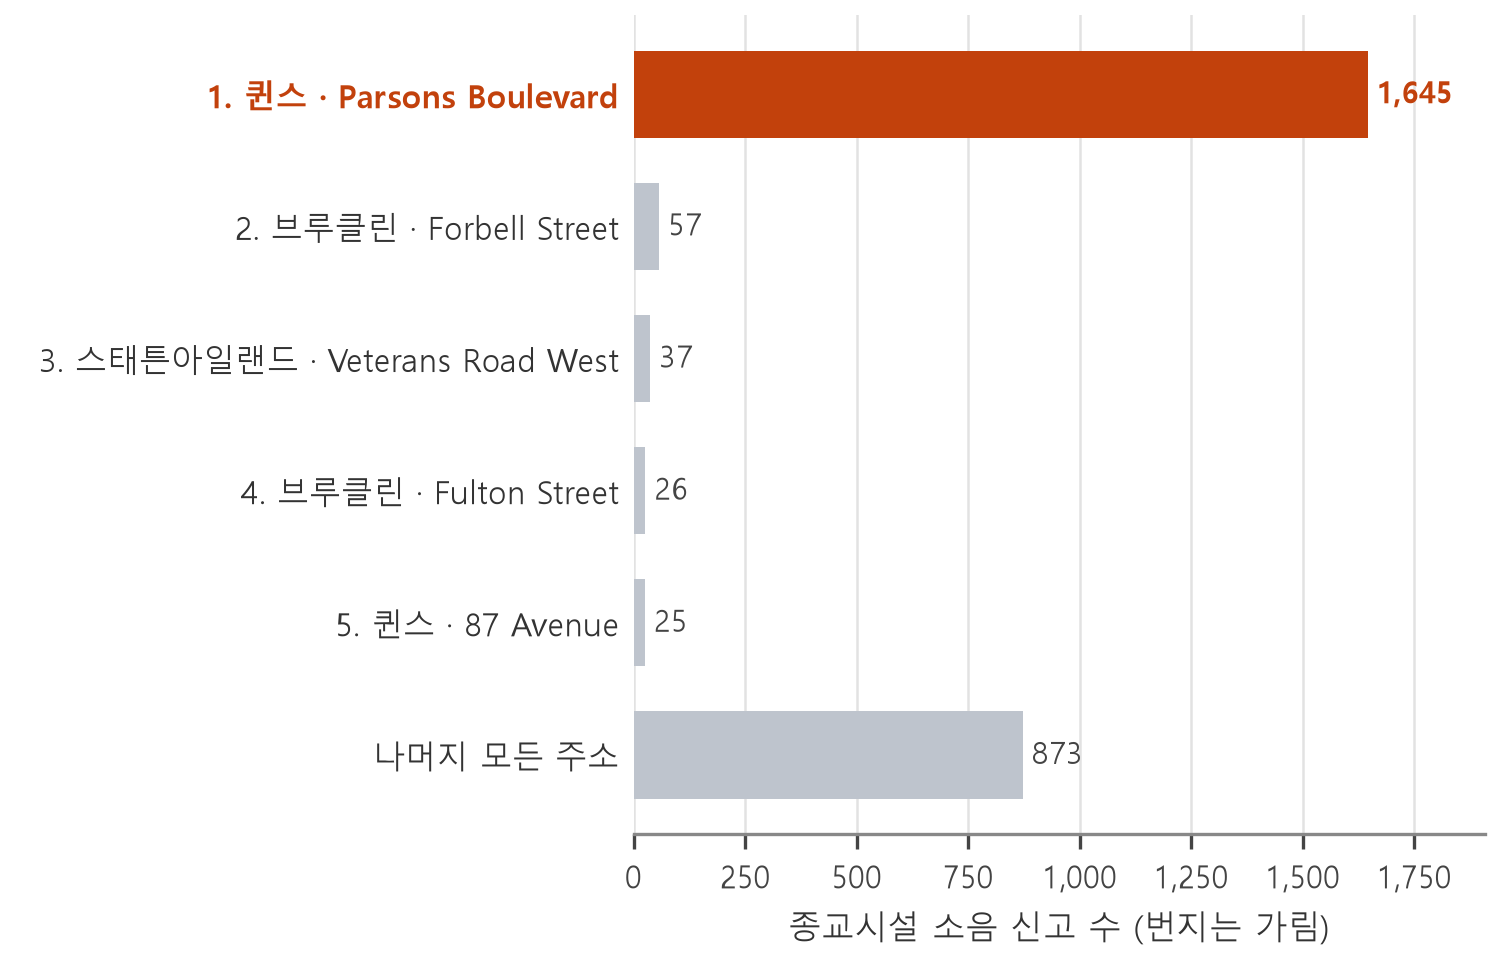 1. 퀸스 · Parsons Boulevard 1,645
2. 브루클린 · Forbell Street 57
3. 스태튼아일랜드 · Veterans Road West 37
4. 브루클린 · Fulton Street 26
5. 퀸스 · 87 Avenue 25
나머지 모든 주소 873
0 250 500 750 1,000 1,250 1,500 1,750
종교시설 소음 신고 수 (번지는 가림)